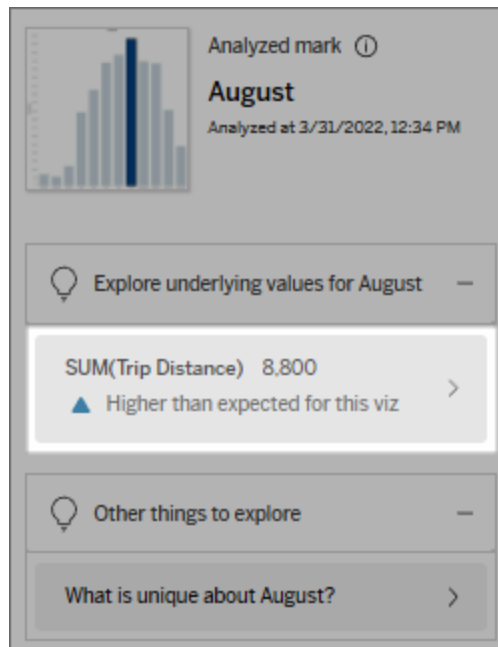 Analyzed mark
August
Analyzed at 3/31/2022, 12:34 PM
Explore underlying values for August
SUM(Trip Distance) 8,800
Higher than expected for this viz
Other things to explore
What is unique about August?